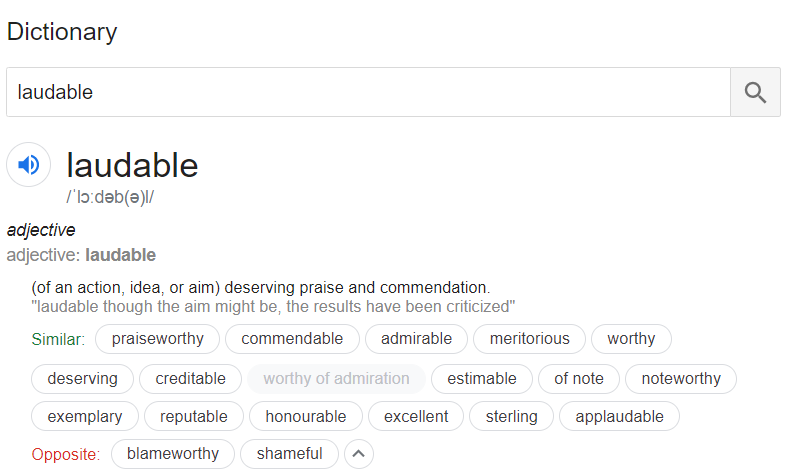 Dictionary
laudable
laudable
/ˈlɔːdəb(ə)l/
adjective
adjective: laudable
(of an action, idea, or aim) deserving praise and commendation.
"laudable though the aim might be, the results have been criticized"
Similar: praiseworthy commendable admirable meritorious worthy
deserving creditable worthy of admiration estimable of note noteworthy
exemplary reputable honourable excellent sterling applaudable
Opposite: blameworthy shameful